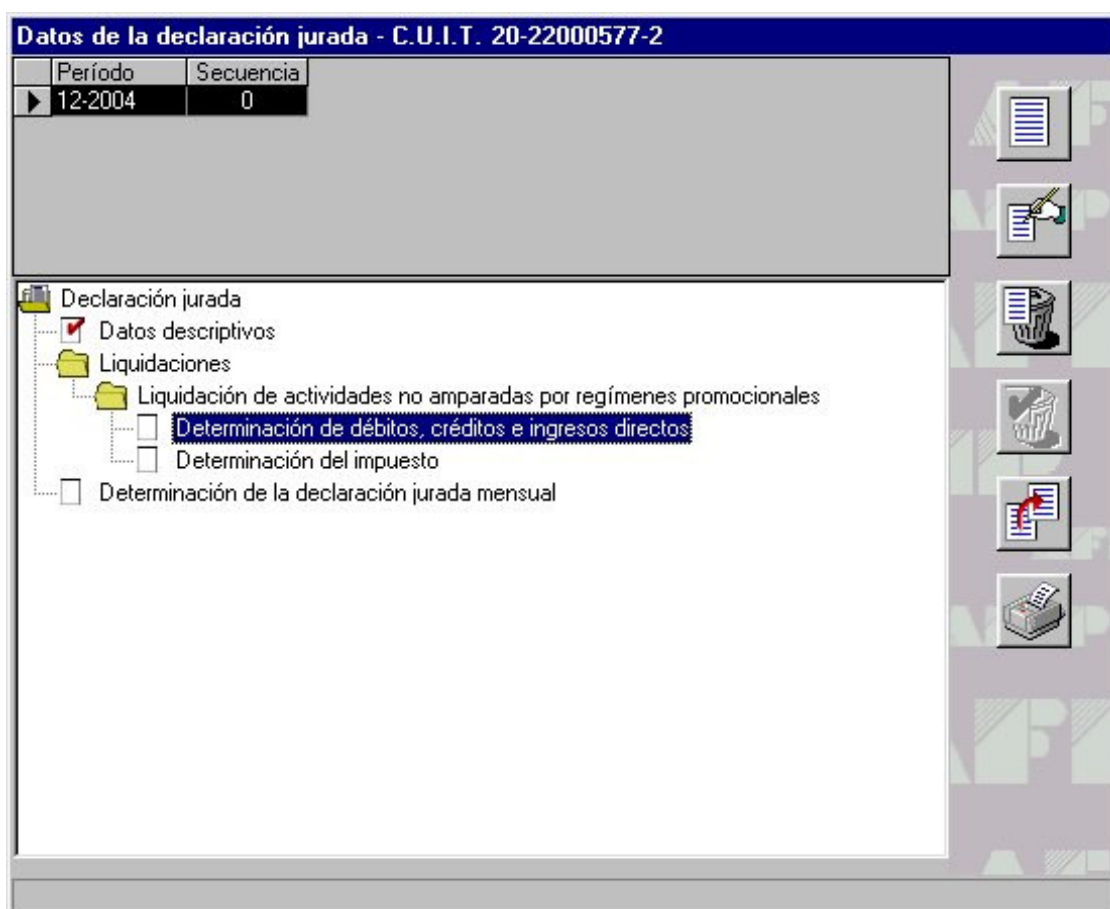 Datos de la declaración jurada - C.U.I.T. 20-22000577-2
Período Secuencia
12-2004 0
Declaración jurada
Datos descriptivos
Liquidaciones
Liquidación de actividades no amparadas por regímenes promocionales
Determinación de débitos, créditos e ingresos directos
Determinación del impuesto
Determinación de la declaración jurada mensual